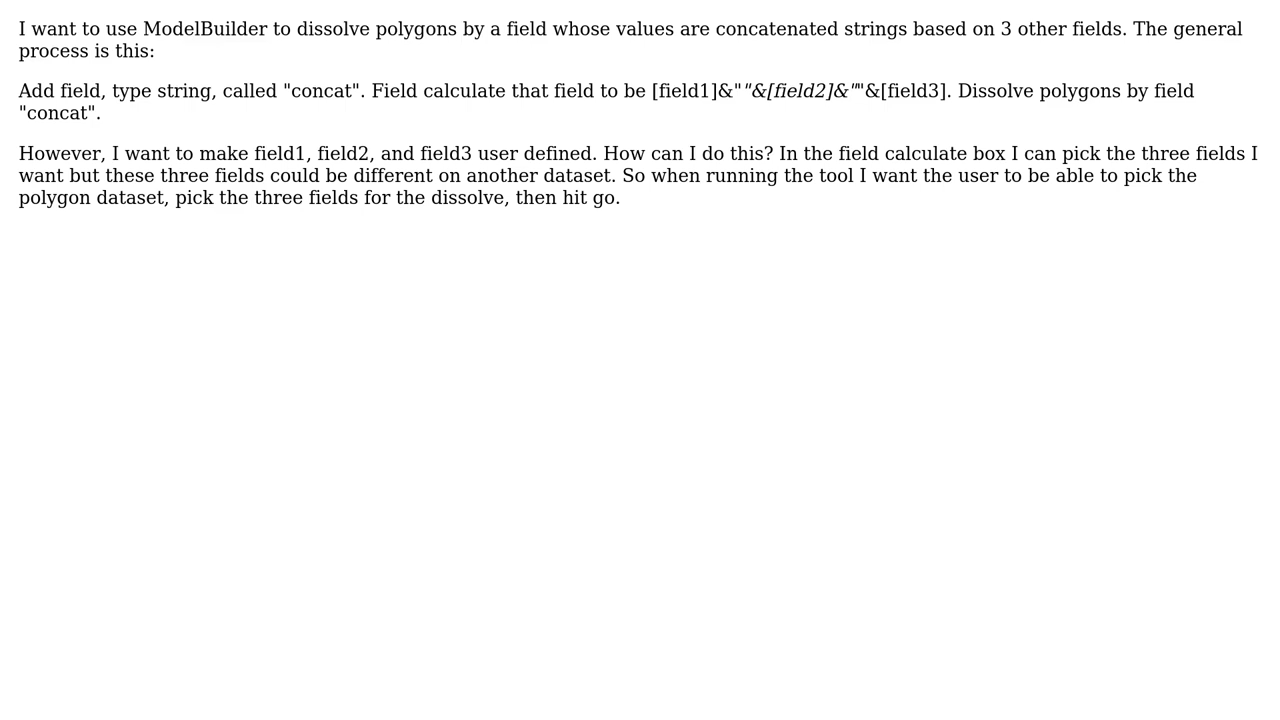 I want to use ModelBuilder to dissolve polygons by a field whose values are concatenated strings based on 3 other fields. The general
process is this:
Add field, type string, called "concat". Field calculate that field to be [field1]&""&[field2]&""&[field3]. Dissolve polygons by field
"concat".
However, I want to make field1, field2, and field3 user defined. How can I do this? In the field calculate box I can pick the three fields I
want but these three fields could be different on another dataset. So when running the tool I want the user to be able to pick the
polygon dataset, pick the three fields for the dissolve, then hit go.